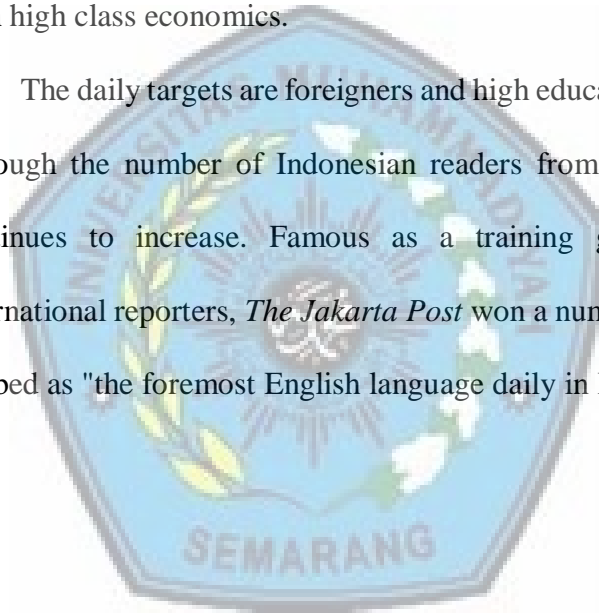 high class economics.
The daily targets are foreigners and high educa
ough the number of Indonesian readers from
inues to increase. Famous as a training
rnational reporters, The Jakarta Post won a
bed as "the foremost English language daily in
UNIVERSITAS MUHAMMADIYAH
SEMARANG